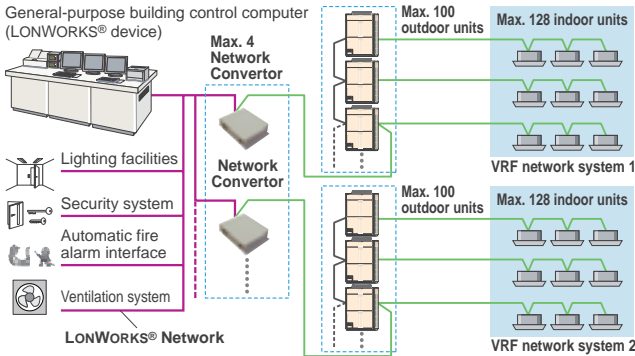 General-purpose building control computer
(LONWORKS® device)
Max. 4
Network
Convertor
Max. 100
outdoor units
Max. 128 indoor units
VRF network system 1
Lighting facilities
Security system
Automatic fire
alarm interface
Ventilation system
LONWORKS® Network
Network
Convertor
Max. 100
outdoor units
Max. 128 indoor units
VRF network system 2